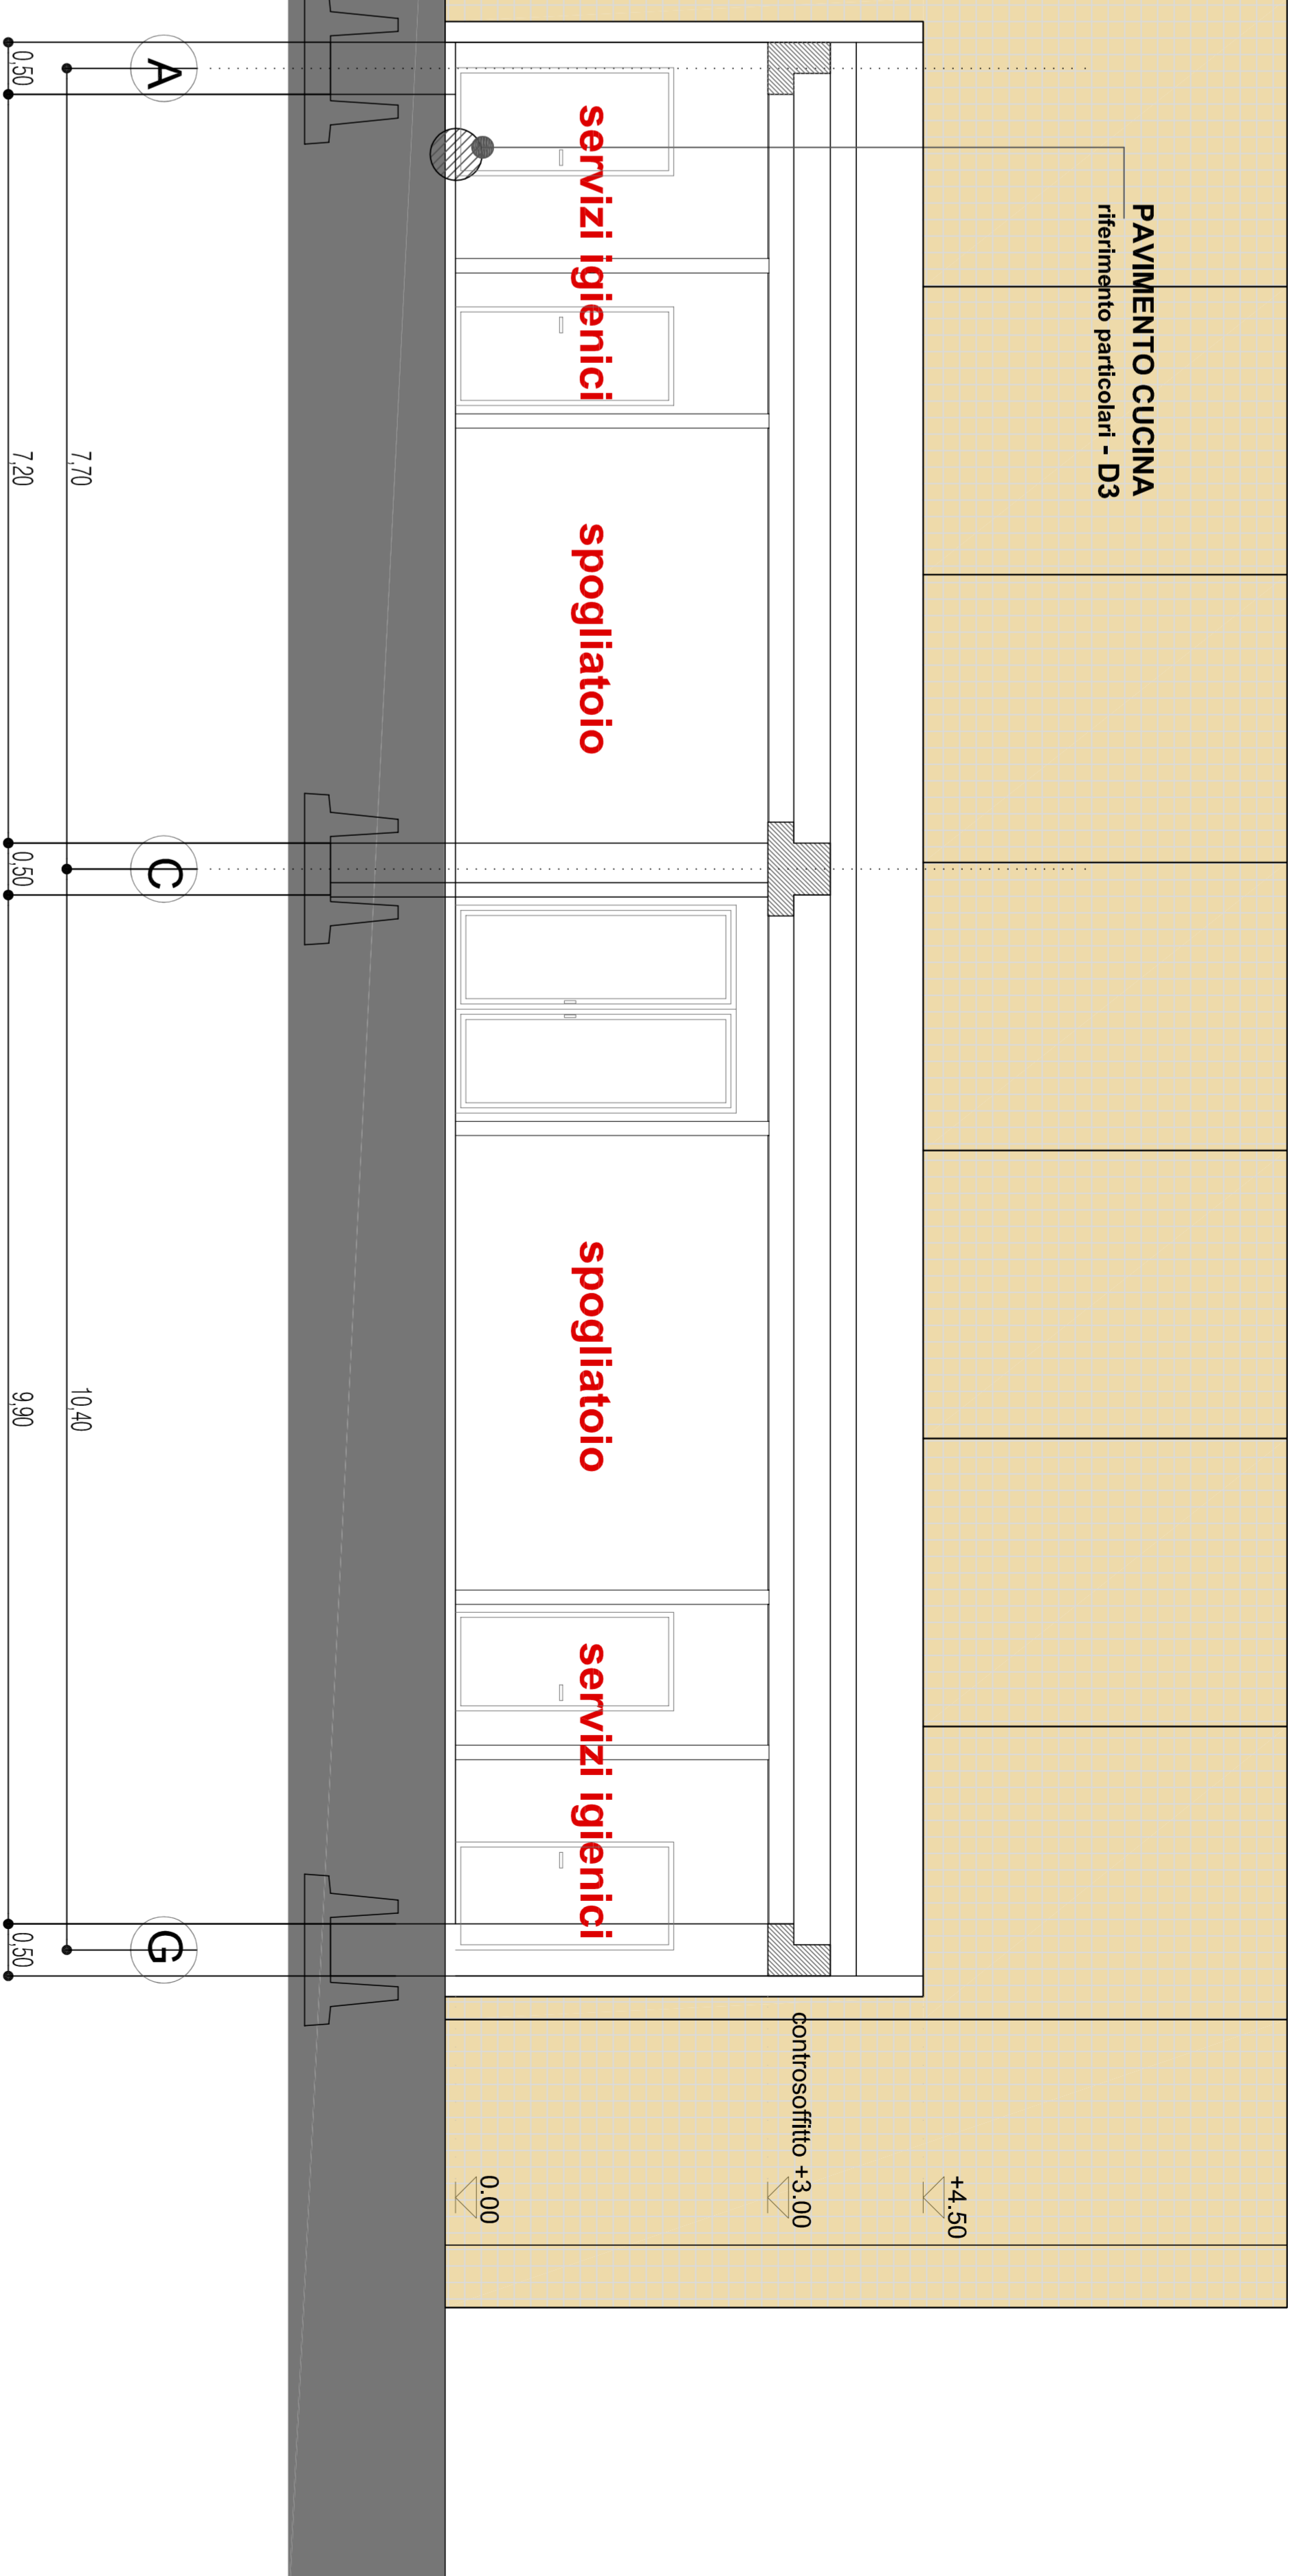 PAVIMENTO CUCINA
riferimento particolari - D3
+4.50
controsoffitto +3.00
servizi igienici
spogliatoio
spogliatoio
servizi igienici
0.00
A
C
G
7,70
10,40
0,50
7,20
0,50
9,90
0,50